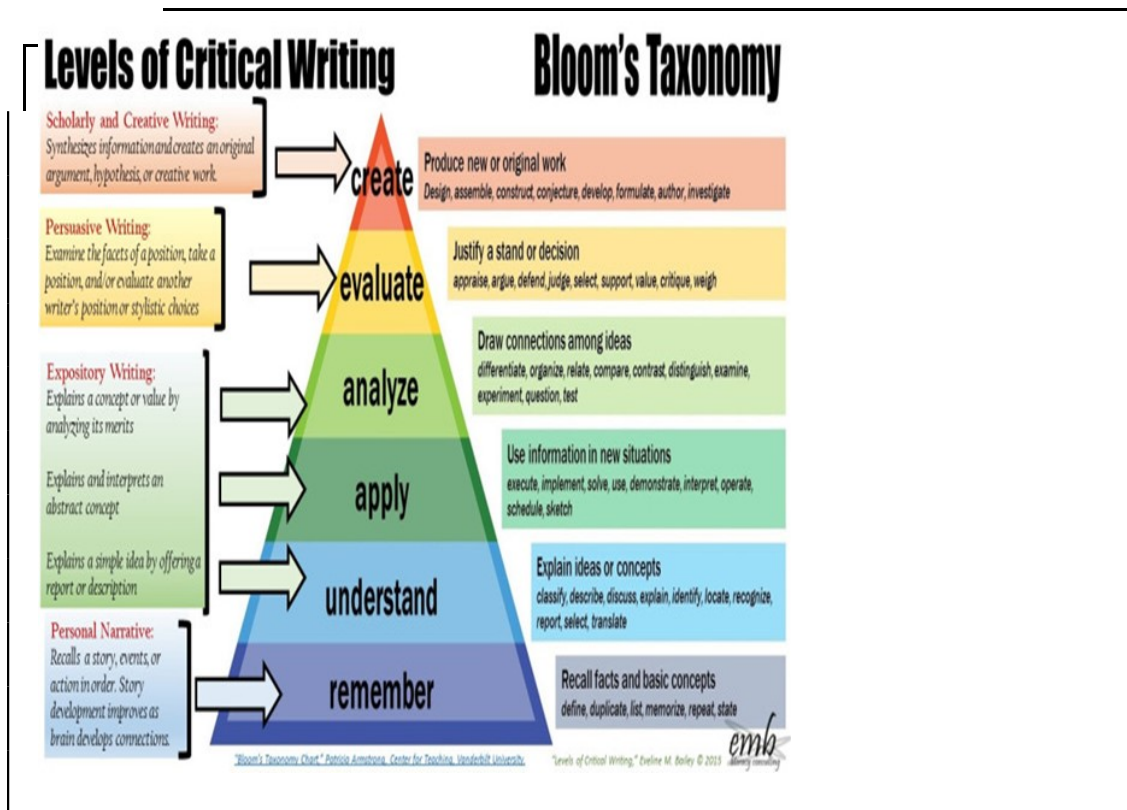 Levels of Critical Writing
Bloom's Taxonomy
Scholarly and Creative Writing:
Synthesizes information and creates an original
argument, hypothesis, or creative work.
create
Produce new or original work
Design, assemble, construct, conjecture, develop, formulate, author, investigate
Persuasive Writing:
Examine the facets of a position, take a
position, and/or evaluate another
writer's position or stylistic choices
evaluate
Justify a stand or decision
appraise, argue, defend, judge, select, support, value, critique, weigh
Expository Writing:
Explains a concept or value by
analyzing its merits
analyze
Draw connections among ideas
differentiate, organize, relate, compare, contrast, distinguish, examine,
experiment, question, test
Explains and interprets an
abstract concept
apply
Use information in new situations
execute, implement, solve, use, demonstrate, interpret, operate,
schedule, sketch
Explains a simple idea by offering a
report or description
understand
Explain ideas or concepts
classify, describe, discuss, explain, identify, locate, recognize,
report, select, translate
Personal Narrative:
Recalls a story, events, or
action in order. Story
development improves as
brain develops connections.
remember
Recall facts and basic concepts
define, duplicate, list, memorize, repeat, state
"Bloom's Taxonomy Chart," Patricia Armstrong, Center for Teaching, Vanderbilt University.
"Levels of Critical Writing," Eveline M. Bailey © 2015
emb
literacy consulting